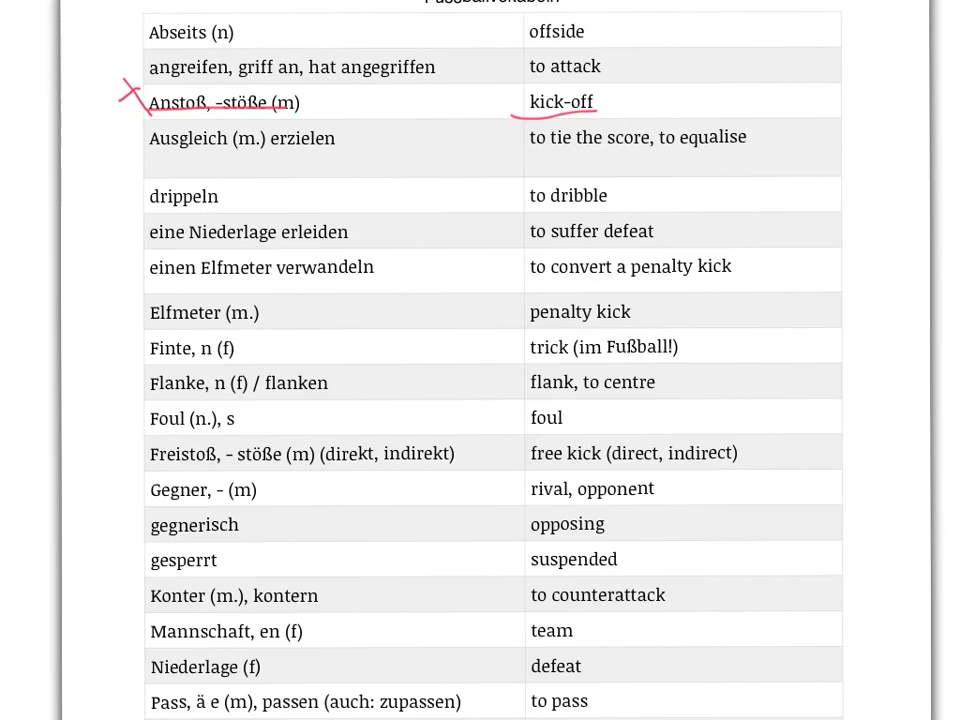 Abseits (n) offside
angreifen, griff an, hat angegriffen to attack
Anstoß, -stöße (m) kick-off
Ausgleich (m.) erzielen to tie the score, to equalise
drippeln to dribble
eine Niederlage erleiden to suffer defeat
einen Elfmeter verwandeln to convert a penalty kick
Elfmeter (m.) penalty kick
Finte, n (f) trick (im Fußball!)
Flanke, n (f) / flanken flank, to centre
Foul (n.), s foul
Freistoß, - stöße (m) (direkt, indirekt) free kick (direct, indirect)
Gegner, - (m) rival, opponent
gegnerisch opposing
gesperrt suspended
Konter (m.), kontern to counterattack
Mannschaft, en (f) team
Niederlage (f) defeat
Pass, ä e (m), passen (auch: zupassen) to pass